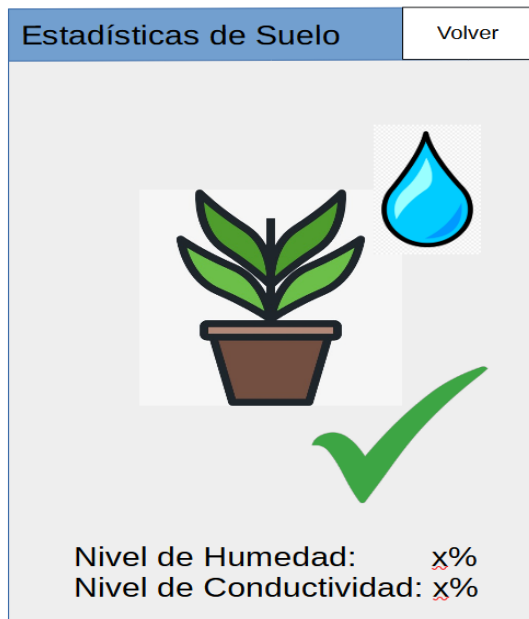 Estadísticas de Suelo
Volver
Nivel de Humedad: x%
Nivel de Conductividad: x%